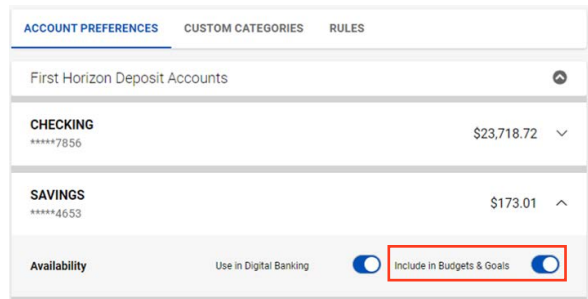 ACCOUNT PREFERENCES CUSTOM CATEGORIES RULES
First Horizon Deposit Accounts
CHECKING
*****7856
$23,718.72
SAVINGS
*****4653
$173.01
Availability Use in Digital Banking Include in Budgets & Goals